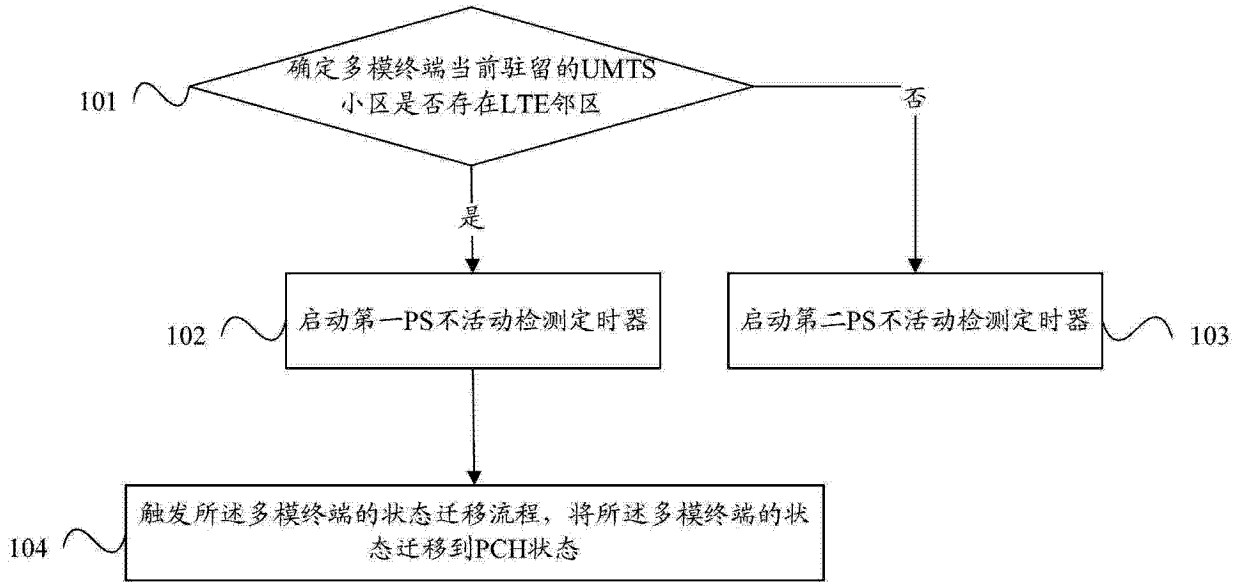 确定多模终端当前驻留的UMTS
小区是否存在LTE邻区
101
否
是
启动第一PS不活动检测定时器
102
启动第二PS不活动检测定时器
103
触发所述多模终端的状态迁移流程，将所述多模终端的状
态迁移到PCH状态
104